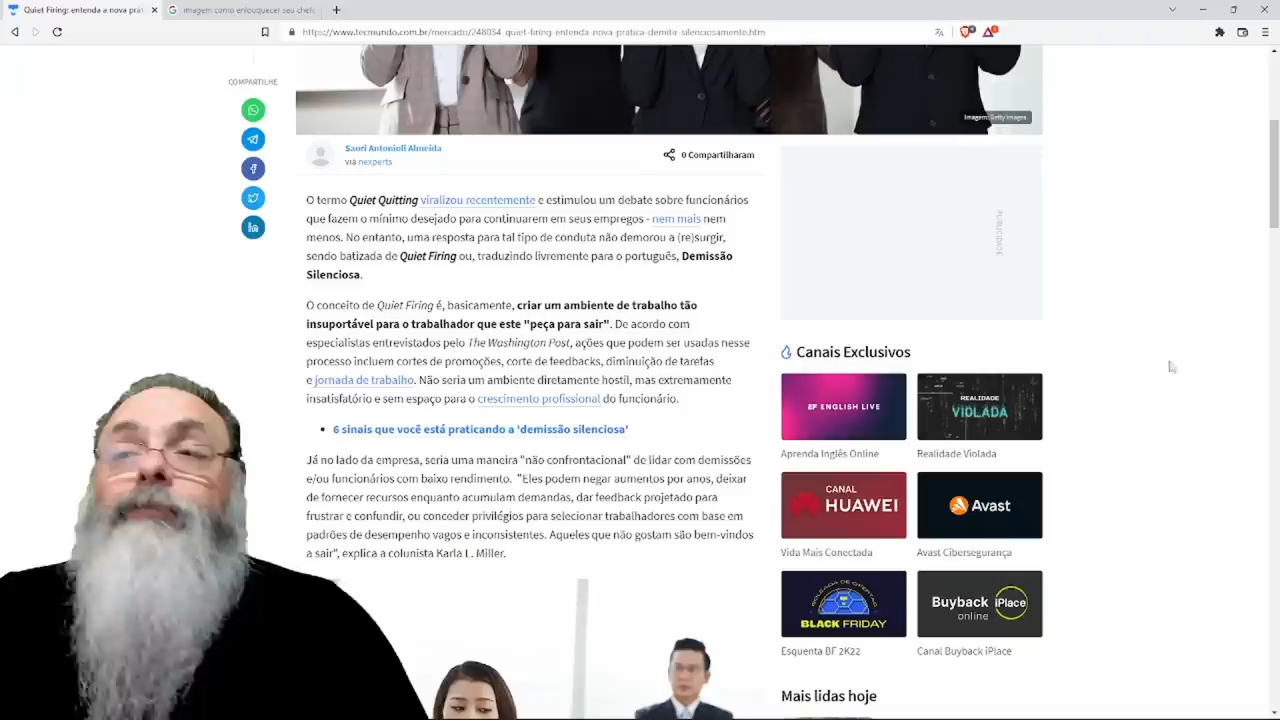 Quiet Firing: entenda a nova prát
imagem como enlouquecer seu chefe
https://www.tecmundo.com.br/mercado/248034-quiet-firing-entenda-nova-pratica-demitir-silenciosamente.htm
COMPARTILHE
Imagem: Getty Images
Saori Antonioli Almeida
via nexperts
0 Compartilharam
O termo Quiet Quitting viralizou recentemente e estimulou um debate sobre funcionários
que fazem o mínimo desejado para continuarem em seus empregos - nem mais nem
menos. No entanto, uma resposta para tal tipo de conduta não demorou a (re)surgir,
sendo batizada de Quiet Firing ou, traduzindo livremente para o português, Demissão
Silenciosa.
O conceito de Quiet Firing é, basicamente, criar um ambiente de trabalho tão
insuportável para o trabalhador que este "peça para sair". De acordo com
especialistas entrevistados pelo The Washington Post, ações que podem ser usadas nesse
processo incluem cortes de promoções, corte de feedbacks, diminuição de tarefas
e jornada de trabalho. Não seria um ambiente diretamente hostil, mas extremamente
insatisfatório e sem espaço para o crescimento profissional do funcionário.
6 sinais que você está praticando a 'demissão silenciosa'
Já no lado da empresa, seria uma maneira "não confrontacional" de lidar com demissões
e/ou funcionários com baixo rendimento. "Eles podem negar aumentos por anos, deixar
de fornecer recursos enquanto acumulam demandas, dar feedback projetado para
frustrar e confundir, ou conceder privilégios para selecionar trabalhadores com base em
padrões de desempenho vagos e inconsistentes. Aqueles que não gostam são bem-vindos
a sair", explica a colunista Karla L. Miller.
PUBLICIDADE
Canais Exclusivos
EF ENGLISH LIVE
REALIDADE
VIOLADA
Aprenda Inglês Online
Realidade Violada
CANAL
HUAWEI
Avast
Vida Mais Conectada
Avast Cibersegurança
GOLEADA DE OFERTAS
BLACK FRIDAY
Buyback iPlace
online
Esquenta BF 2K22
Canal Buyback iPlace
Mais lidas hoje